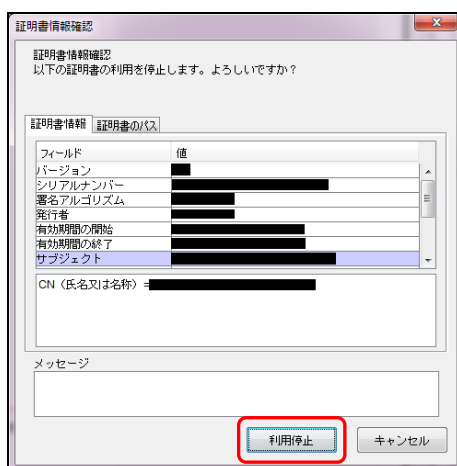 証明書情報確認
証明書情報確認
以下の証明書の利用を停止します。よろしいですか？
証明書情報 証明書のパス
フィールド 値
バージョン
シリアルナンバー
署名アルゴリズム
発行者
有効期間の開始
有効期間の終了
サブジェクト
CN（氏名又は名称）=
メッセージ
利用停止 キャンセル